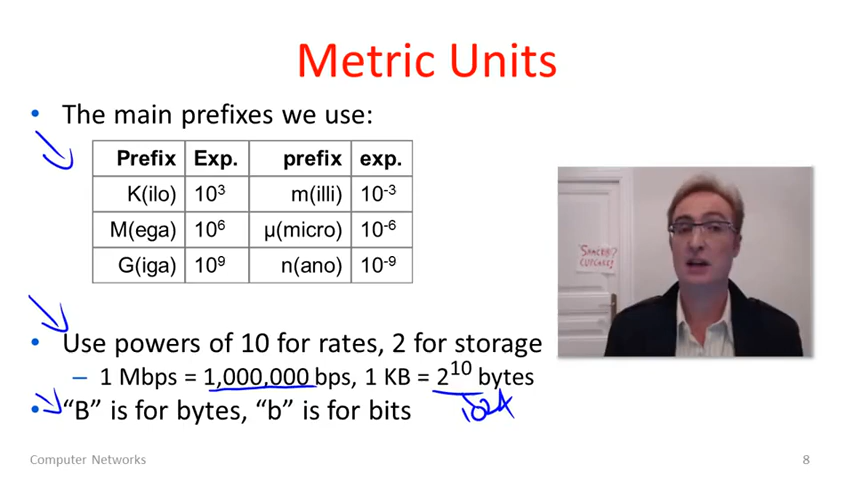 Metric Units
• The main prefixes we use:
Prefix Exp. prefix exp.
K(ilo) 10³ m(illi) 10⁻³
M(ega) 10⁶ µ(micro) 10⁻⁶
G(iga) 10⁹ n(ano) 10⁻⁹
• Use powers of 10 for rates, 2 for storage
– 1 Mbps = 1,000,000 bps, 1 KB = 2¹⁰ bytes
1024
• “B” is for bytes, “b” is for bits
Computer Networks
8